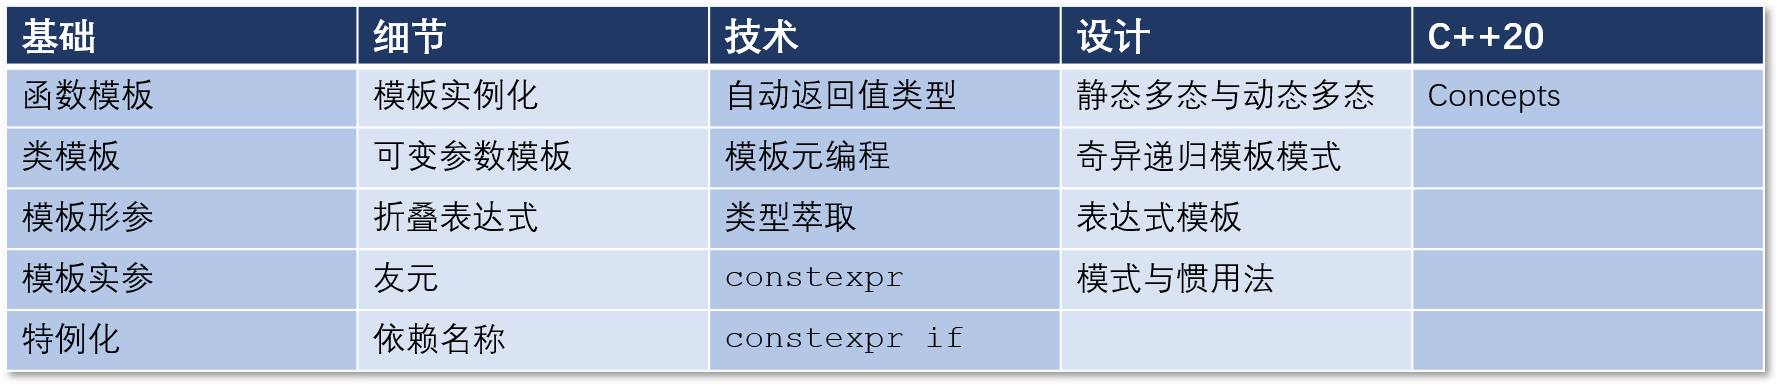 基础 细节 技术 设计 C++20
函数模板 模板实例化 自动返回值类型 静态多态与动态多态 Concepts
类模板 可变参数模板 模板元编程 奇异递归模板模式
模板形参 折叠表达式 类型萃取 表达式模板
模板实参 友元 constexpr 模式与惯用法
特例化 依赖名称 constexpr if